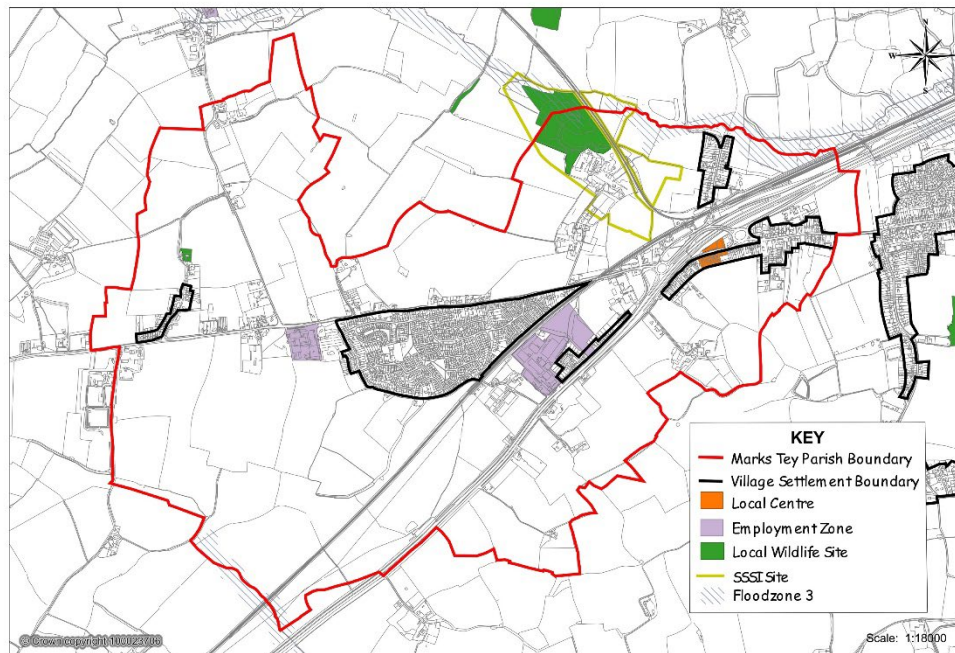 N
W
E
S
KEY
Marks Tey Parish Boundary
Village Settlement Boundary
Local Centre
Employment Zone
Local Wildlife Site
SSSI Site
Floodzone 3
© Crown copyright 100023706
Scale: 1:18000